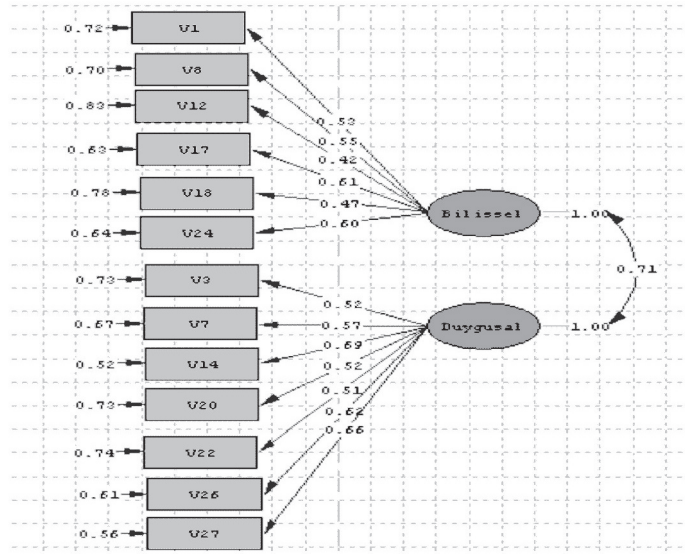 0.72 V1
0.70 V8
0.83 V12
0.63 V17
0.78 V18
0.64 V24
0.73 V3
0.67 V7
0.52 V14
0.73 V20
0.74 V22
0.61 V26
0.56 V27
0.53
0.55
0.42
0.61
0.47
0.60
0.52
0.57
0.69
0.52
0.51
0.62
0.66
Bilissel 1.00
0.71
Duygusal 1.00